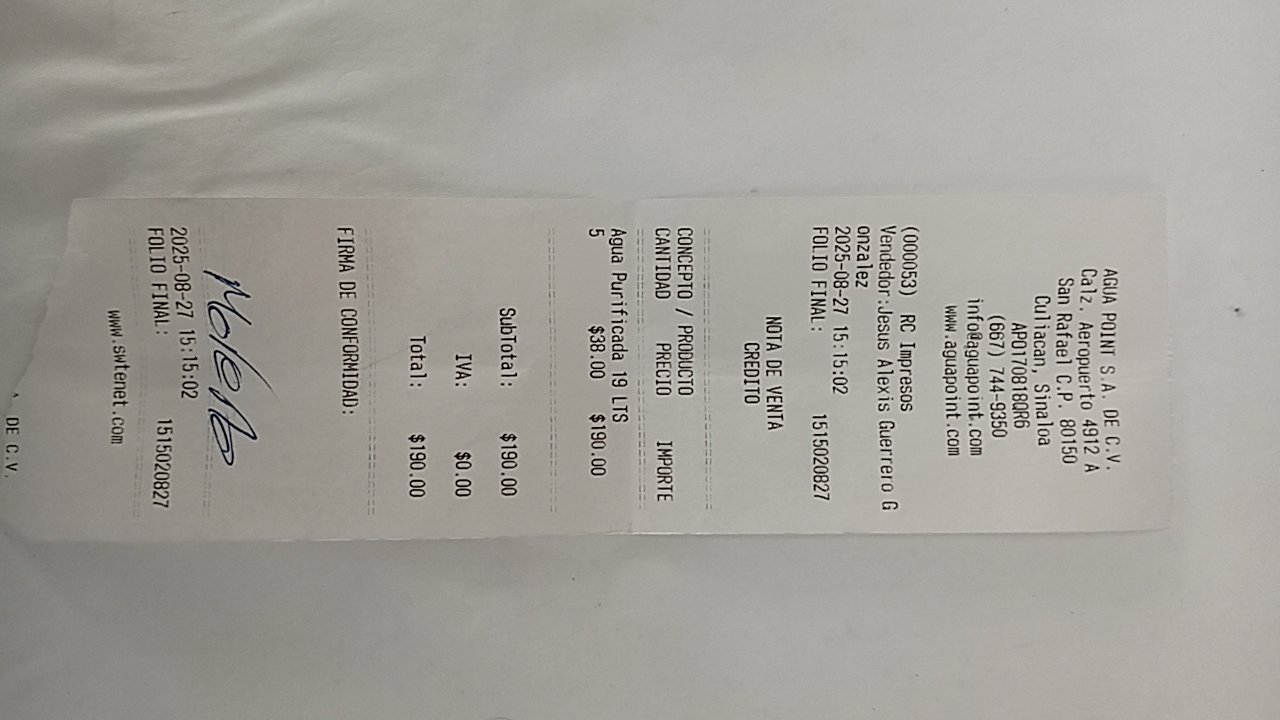 AGUA POINT S.A. DE C.V.
Calz. Aeropuerto 4912 A
San Rafael C.P. 80150
Culiacan, Sinaloa
APO170818QR6
(667) 744-9350
info@aguapoint.com
www.aguapoint.com
(000053) RC Impresos
Vendedor:Jesus Alexis Guerrero G
onzalez
2025-08-27 15:15:02
FOLIO FINAL: 1515020827
NOTA DE VENTA
CREDITO
CONCEPTO / PRODUCTO
CANTIDAD PRECIO IMPORTE
Agua Purificada 19 LTS
5 $38.00 $190.00
SubTotal: $190.00
IVA: $0.00
Total: $190.00
FIRMA DE CONFORMIDAD:
2025-08-27 15:15:02
FOLIO FINAL: 1515020827
www.swtenet.com
DE C.V.